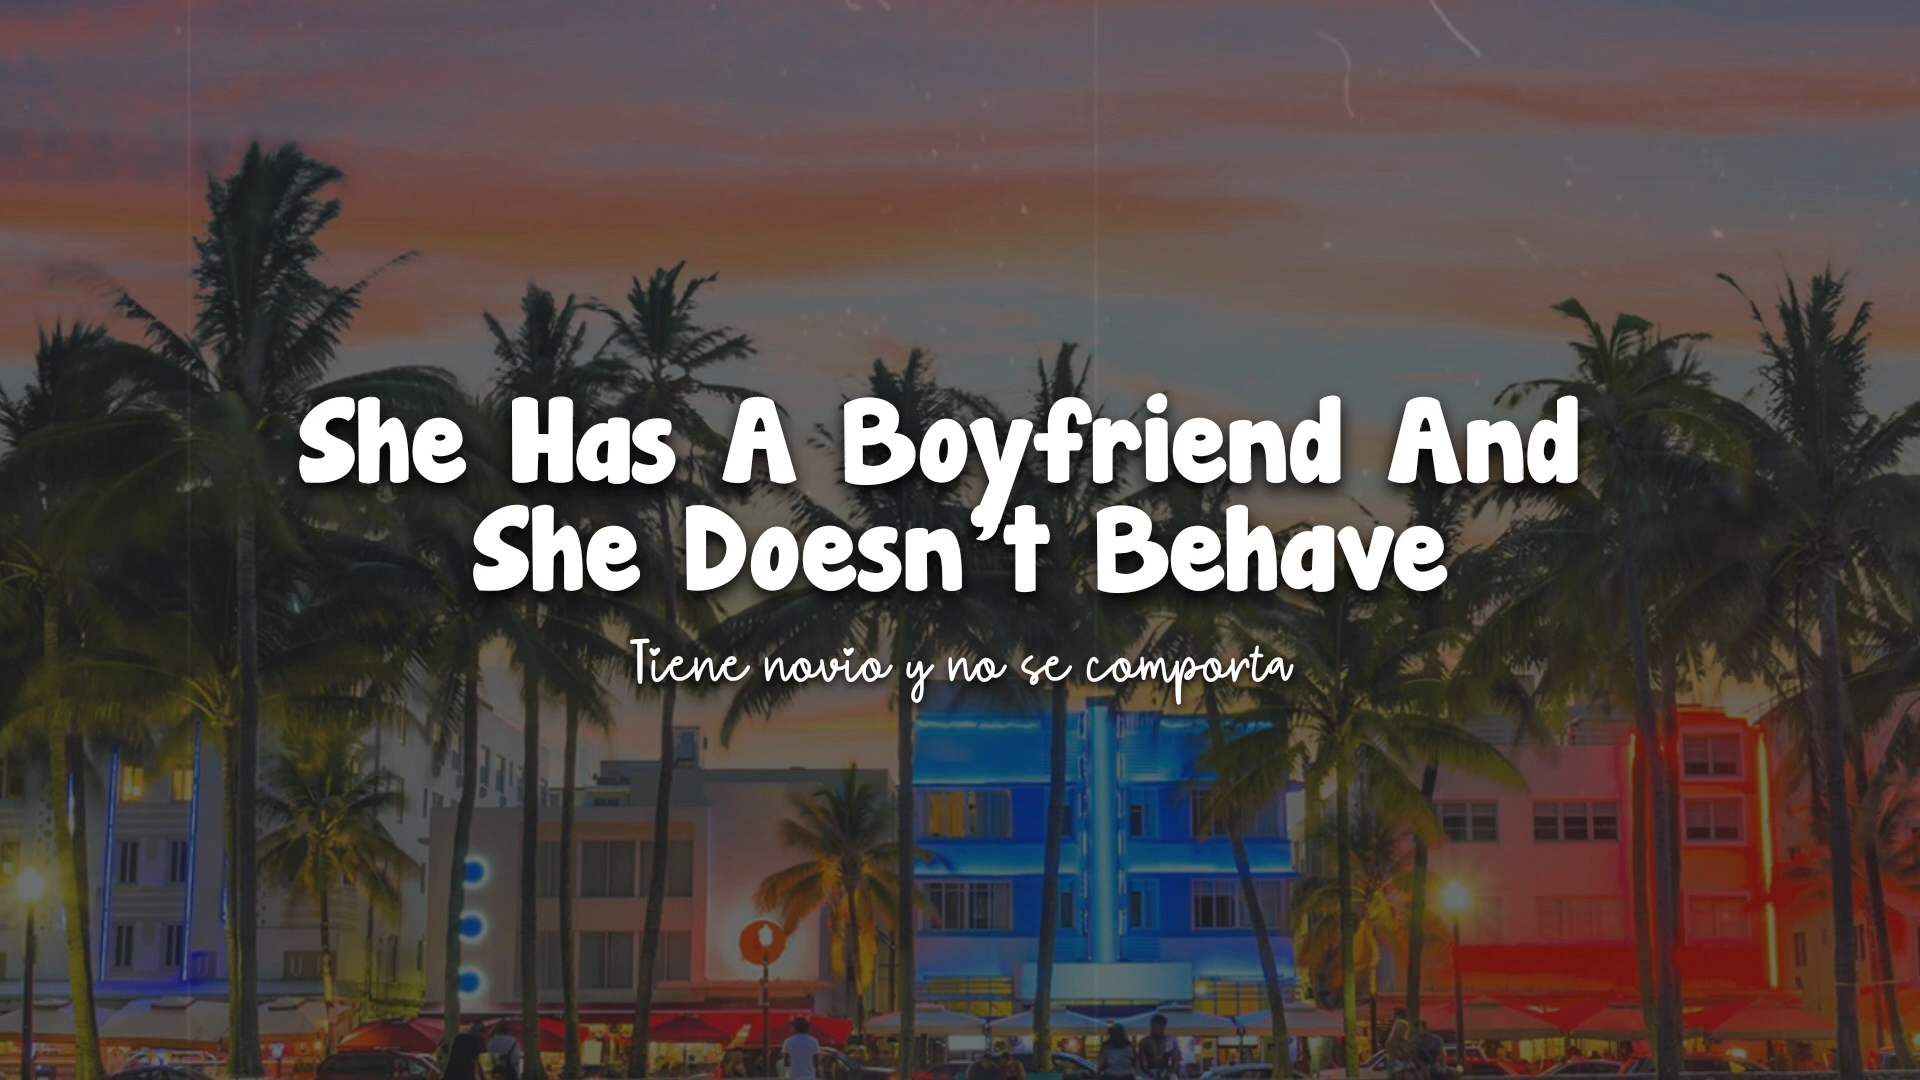 She Has A Boyfriend And
She Doesn't Behave
Tiene novio y no se comporta